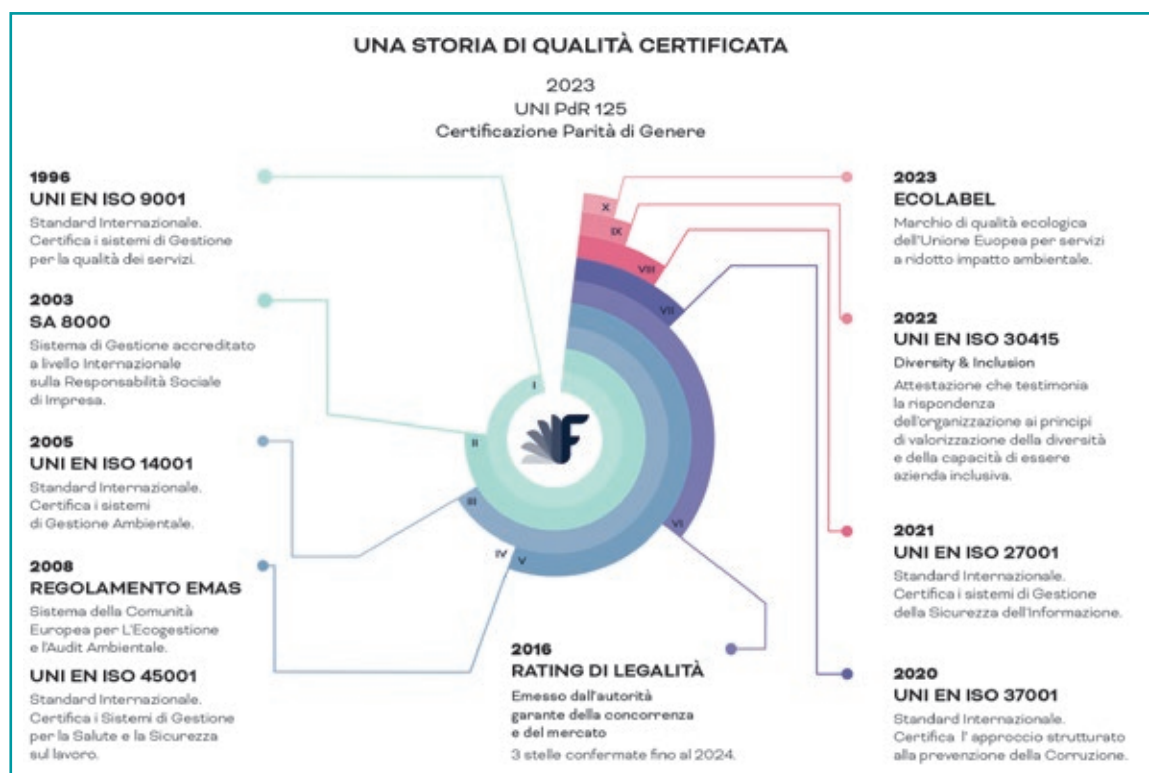 UNA STORIA DI QUALITÀ CERTIFICATA
2023
UNI PdR 125
Certificazione Parità di Genere
1996
UNI EN ISO 9001
Standard Internazionale.
Certifica i sistemi di Gestione
per la qualità dei servizi.
2003
SA 8000
Sistema di Gestione accreditato
a livello Internazionale
sulla Responsabilità Sociale
di Impresa.
2005
UNI EN ISO 14001
Standard Internazionale.
Certifica i sistemi
di Gestione Ambientale.
2008
REGOLAMENTO EMAS
Sistema della Comunità
Europea per L'Ecogestione
e l'Audit Ambientale.
UNI EN ISO 45001
Standard Internazionale.
Certifica i Sistemi di Gestione
per la Salute e la Sicurezza
sul lavoro.
I
II
III
IV
V
VI
VII
VIII
IX
X
F
2016
RATING DI LEGALITÀ
Emesso dall'autorità
garante della concorrenza
e del mercato
3 stelle confermate fino al 2024.
2023
ECOLABEL
Marchio di qualità ecologica
dell'Unione Euopea per servizi
a ridotto impatto ambientale.
2022
UNI EN ISO 30415
Diversity & Inclusion
Attestazione che testimonia
la rispondenza
dell'organizzazione ai principi
di valorizzazione della diversità
e della capacità di essere
azienda inclusiva.
2021
UNI EN ISO 27001
Standard Internazionale.
Certifica i sistemi di Gestione
della Sicurezza dell'Informazione.
2020
UNI EN ISO 37001
Standard Internazionale.
Certifica l' approccio strutturato
alla prevenzione della Corruzione.